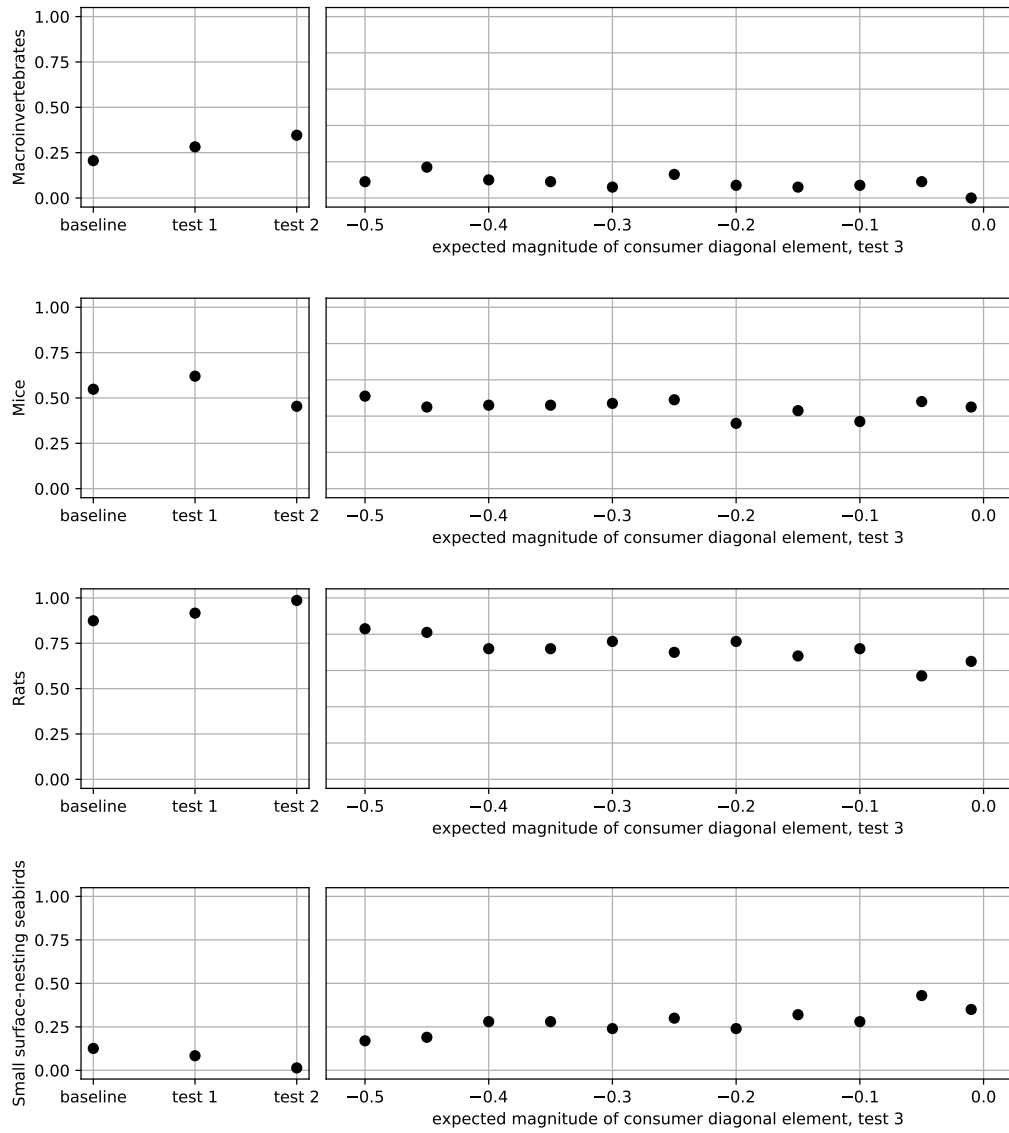 Macroinvertebrates
1.00
0.75
0.50
0.25
0.00
baseline test 1 test 2
−0.5 −0.4 −0.3 −0.2 −0.1 0.0
expected magnitude of consumer diagonal element, test 3
Mice
1.00
0.75
0.50
0.25
0.00
baseline test 1 test 2
−0.5 −0.4 −0.3 −0.2 −0.1 0.0
expected magnitude of consumer diagonal element, test 3
Rats
1.00
0.75
0.50
0.25
0.00
baseline test 1 test 2
−0.5 −0.4 −0.3 −0.2 −0.1 0.0
expected magnitude of consumer diagonal element, test 3
Small surface-nesting seabirds
1.00
0.75
0.50
0.25
0.00
baseline test 1 test 2
−0.5 −0.4 −0.3 −0.2 −0.1 0.0
expected magnitude of consumer diagonal element, test 3